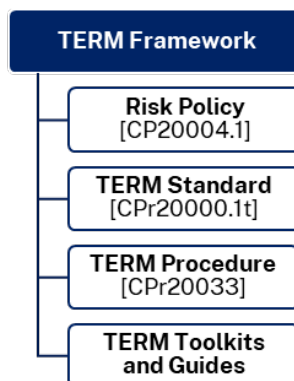 TERM Framework
Risk Policy
[CP20004.1]
TERM Standard
[CPr20000.1t]
TERM Procedure
[CPr20033]
TERM Toolkits
and Guides